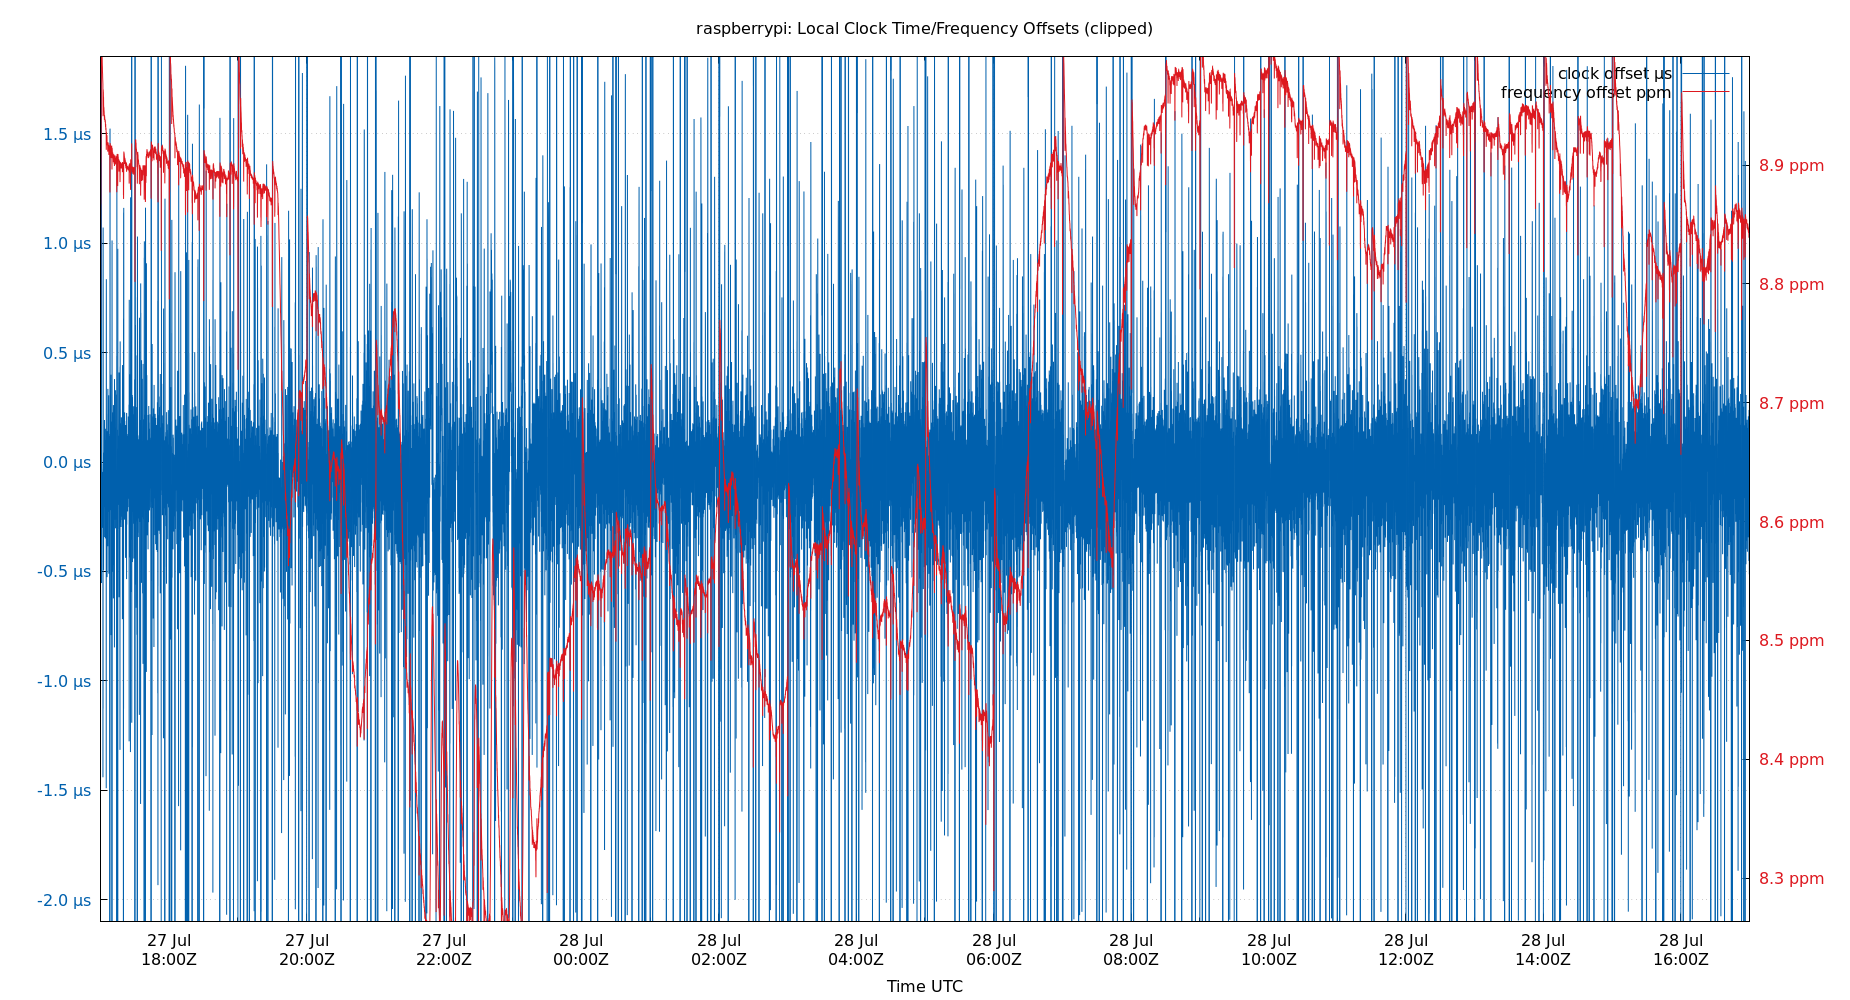 raspberrypi: Local Clock Time/Frequency Offsets (clipped)
clock offset µs
frequency offset ppm
1.5 µs
1.0 µs
0.5 µs
0.0 µs
-0.5 µs
-1.0 µs
-1.5 µs
-2.0 µs
8.9 ppm
8.8 ppm
8.7 ppm
8.6 ppm
8.5 ppm
8.4 ppm
8.3 ppm
27 Jul 27 Jul 27 Jul 28 Jul 28 Jul 28 Jul 28 Jul 28 Jul 28 Jul 28 Jul 28 Jul 28 Jul
18:00Z 20:00Z 22:00Z 00:00Z 02:00Z 04:00Z 06:00Z 08:00Z 10:00Z 12:00Z 14:00Z 16:00Z
Time UTC